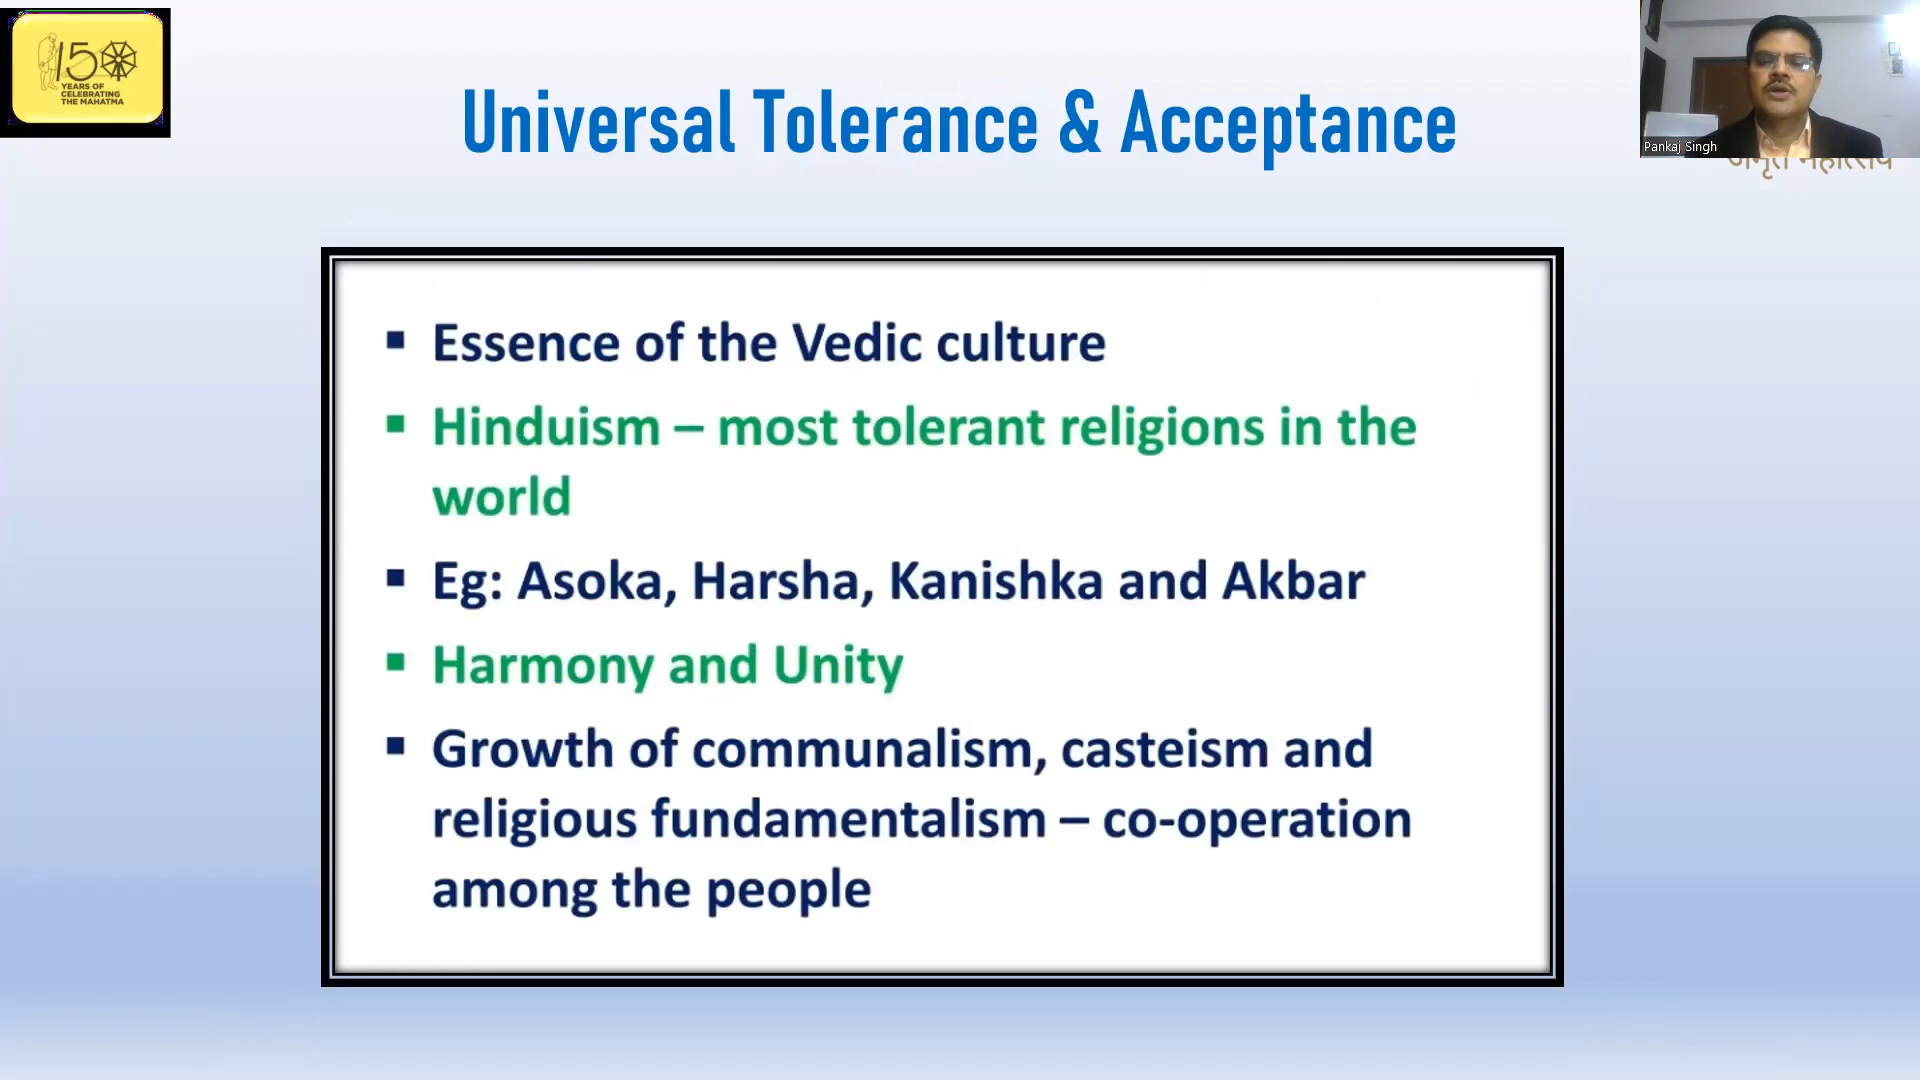 150
YEARS OF
CELEBRATING
THE MAHATMA
Universal Tolerance & Acceptance
Pankaj Singh
▪ Essence of the Vedic culture
▪ Hinduism – most tolerant religions in the
world
▪ Eg: Asoka, Harsha, Kanishka and Akbar
▪ Harmony and Unity
▪ Growth of communalism, casteism and
religious fundamentalism – co-operation
among the people